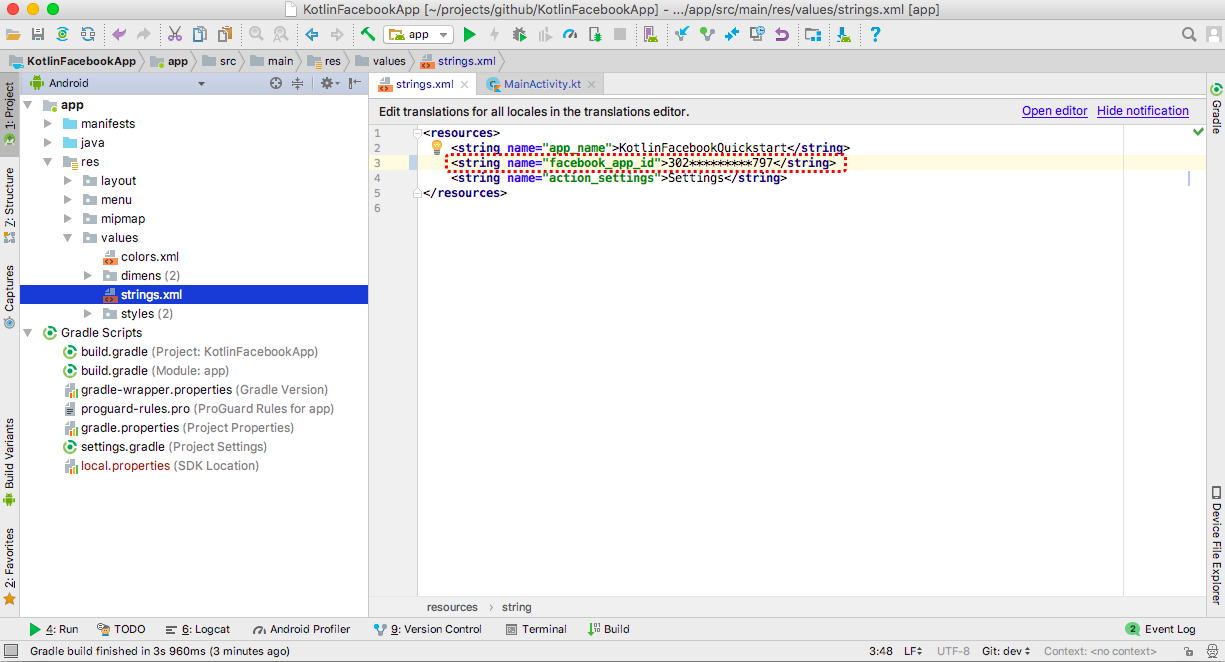 KotlinFacebookApp [~/projects/github/KotlinFacebookApp] - .../app/src/main/res/values/strings.xml [app]
app
KotlinFacebookApp app src main res values strings.xml
Android
strings.xml MainActivity.kt
1: Project
7: Structure
Captures
Build Variants
2: Favorites
app
manifests
java
res
layout
menu
mipmap
values
colors.xml
dimens (2)
strings.xml
styles (2)
Gradle Scripts
build.gradle (Project: KotlinFacebookApp)
build.gradle (Module: app)
gradle-wrapper.properties (Gradle Version)
proguard-rules.pro (ProGuard Rules for app)
gradle.properties (Project Properties)
settings.gradle (Project Settings)
local.properties (SDK Location)
Edit translations for all locales in the translations editor. Open editor Hide notification
1 <resources>
2 <string name="app_name">KotlinFacebookQuickstart</string>
3 <string name="facebook_app_id">302*********797</string>
4 <string name="action_settings">Settings</string>
5 </resources>
6
Gradle
Device File Explorer
resources › string
4: Run TODO 6: Logcat Android Profiler 9: Version Control Terminal Build 2 Event Log
Gradle build finished in 3s 960ms (3 minutes ago) 3:48 LF UTF-8 Git: dev Context: <no context>